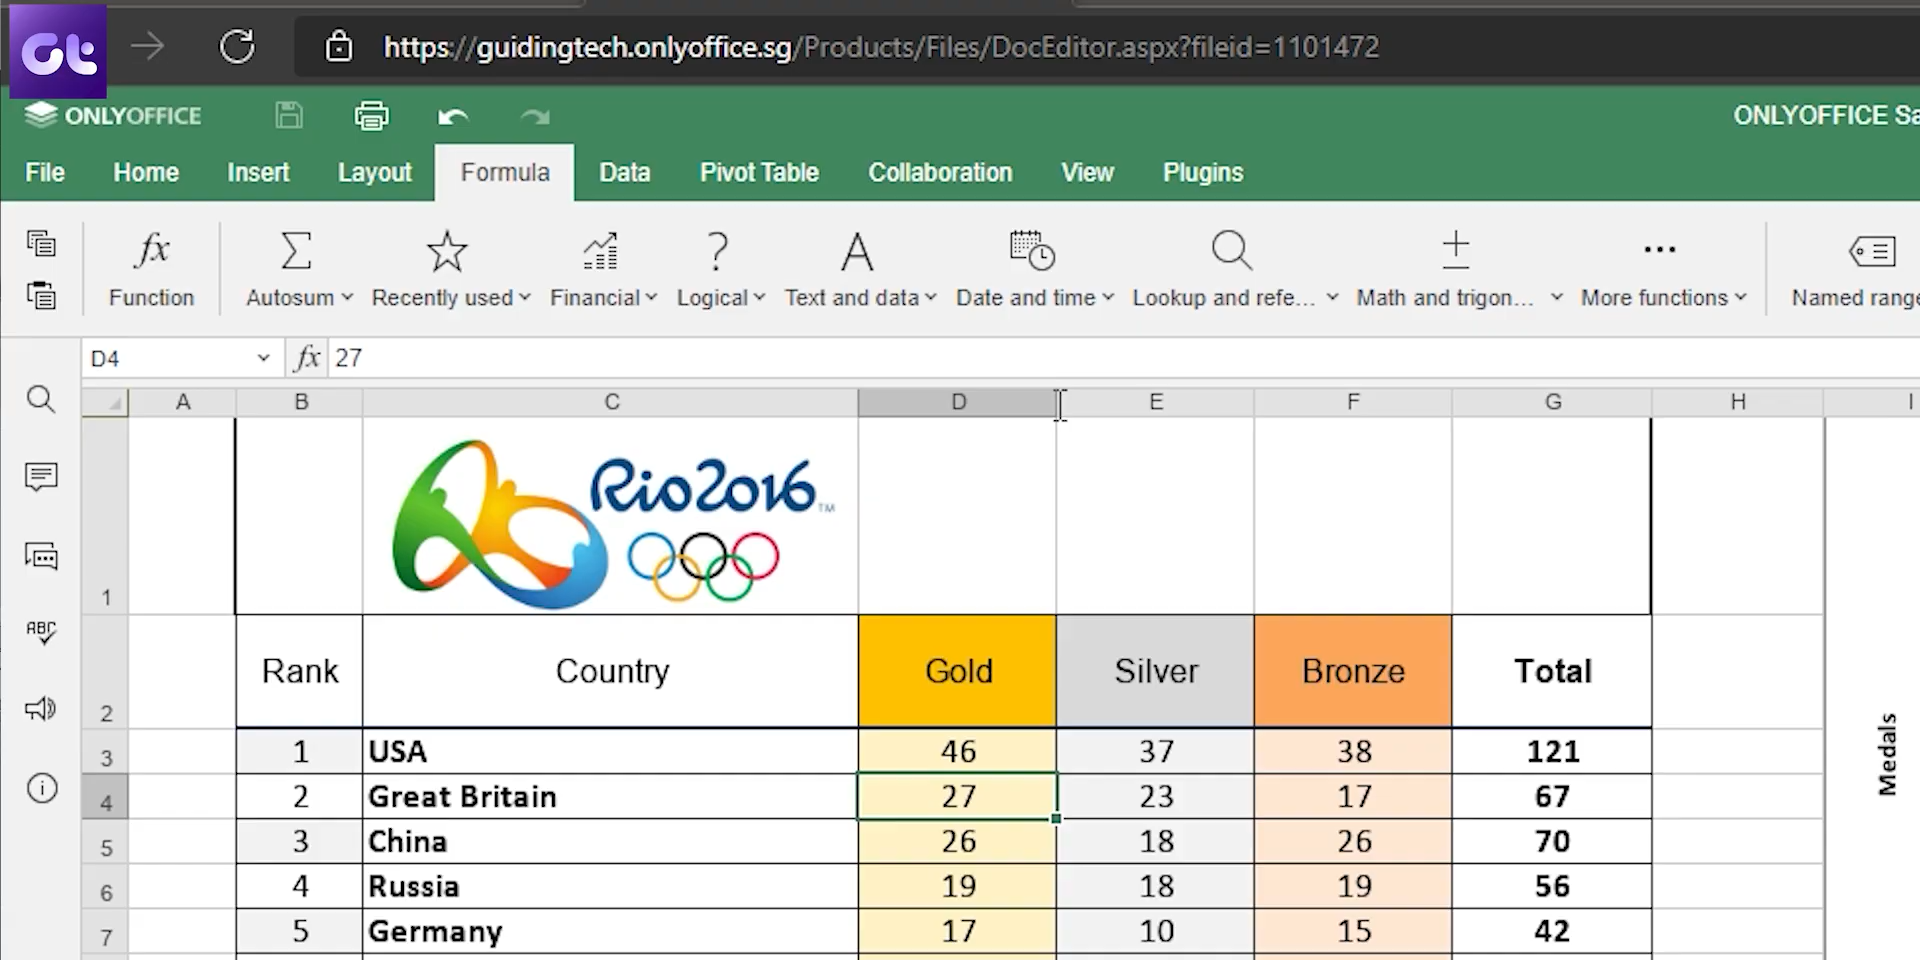 Gt
https://guidingtech.onlyoffice.sg/Products/Files/DocEditor.aspx?fileid=1101472
ONLYOFFICE
ONLYOFFICE Sa
File Home Insert Layout Formula Data Pivot Table Collaboration View Plugins
Function Autosum Recently used Financial Logical Text and data Date and time Lookup and refe... Math and trigon... More functions Named range
D4 fx 27
A B C D E F G H I
Rio2016™
1
Rank Country Gold Silver Bronze Total
2
3 1 USA 46 37 38 121
4 2 Great Britain 27 23 17 67
5 3 China 26 18 26 70
6 4 Russia 19 18 19 56
7 5 Germany 17 10 15 42
Medals
ABC